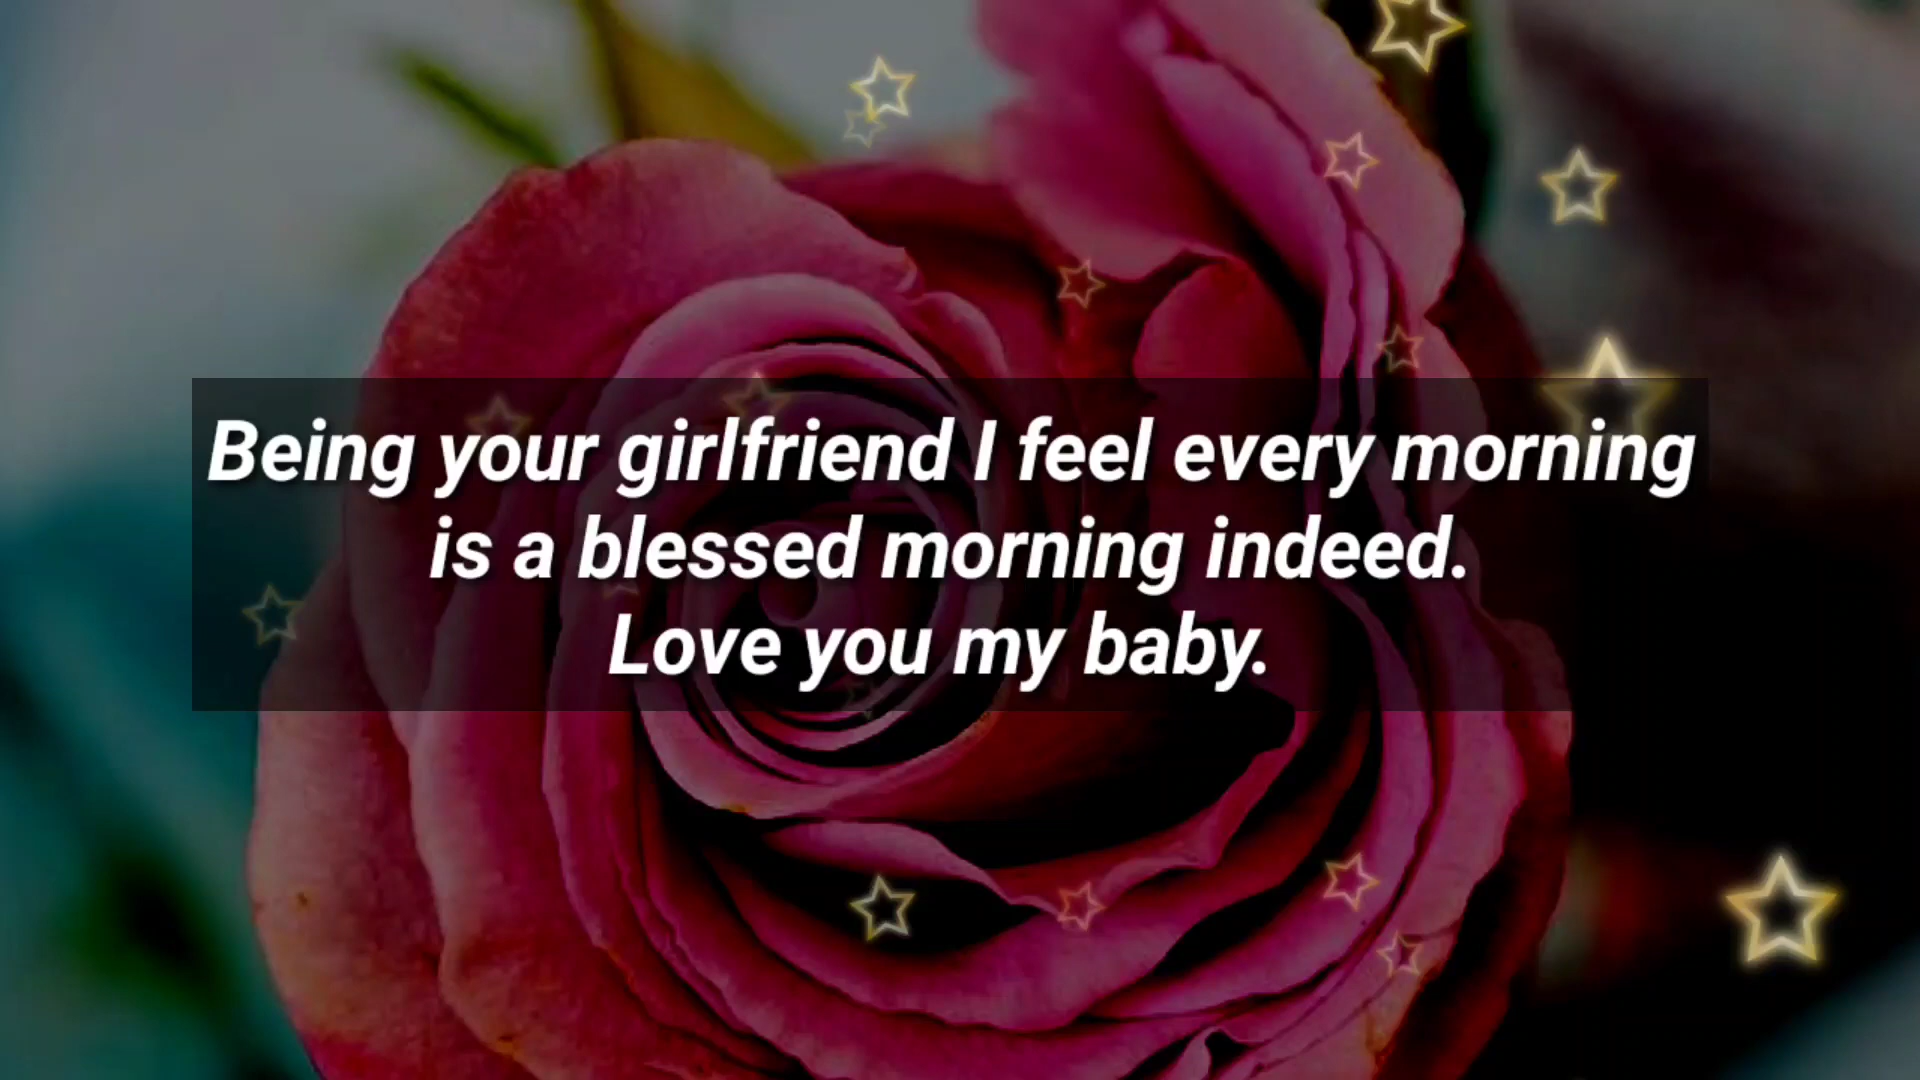 Being your girlfriend I feel every morning
is a blessed morning indeed.
Love you my baby.